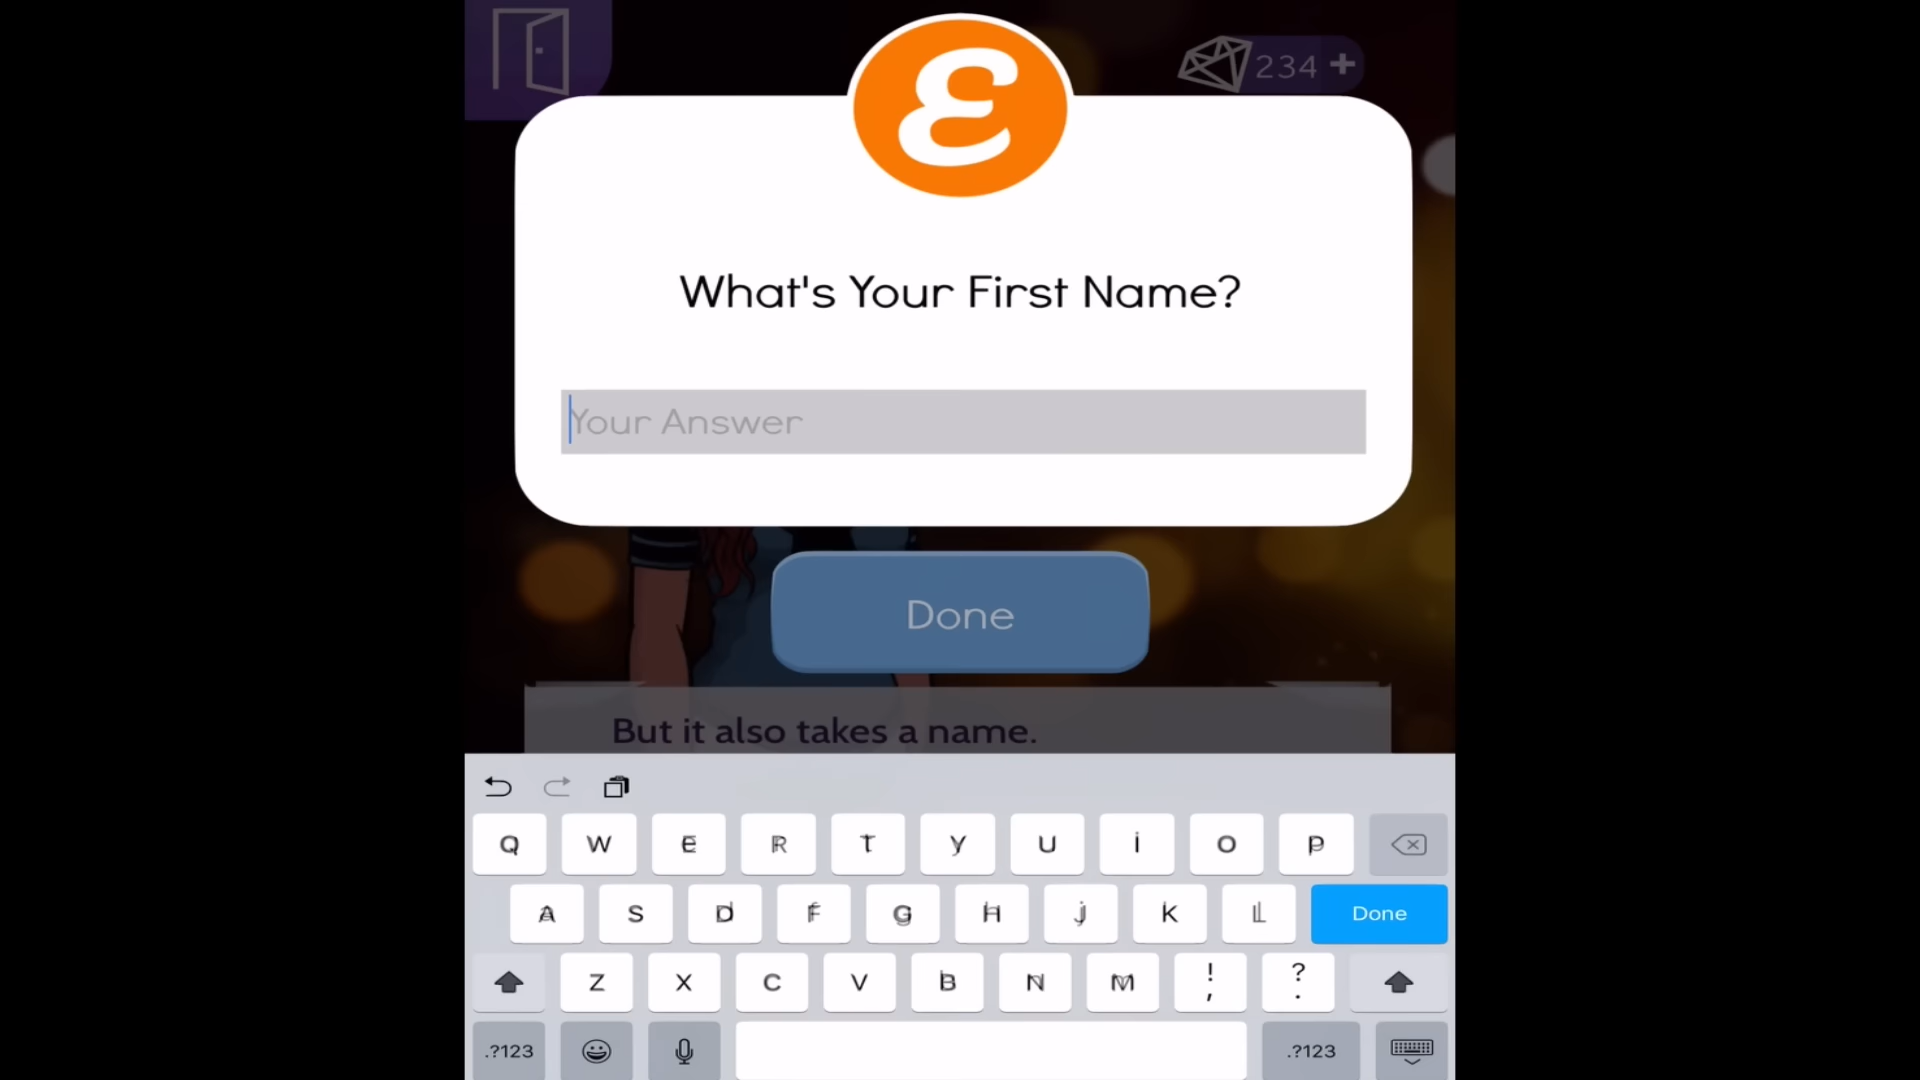 234 +
ε
What's Your First Name?
Your Answer
Done
But it also takes a name.
Q W E R T Y U I O P
A S D F G H J K L Done
Z X C V B N M ! , ? .
.?123 .?123